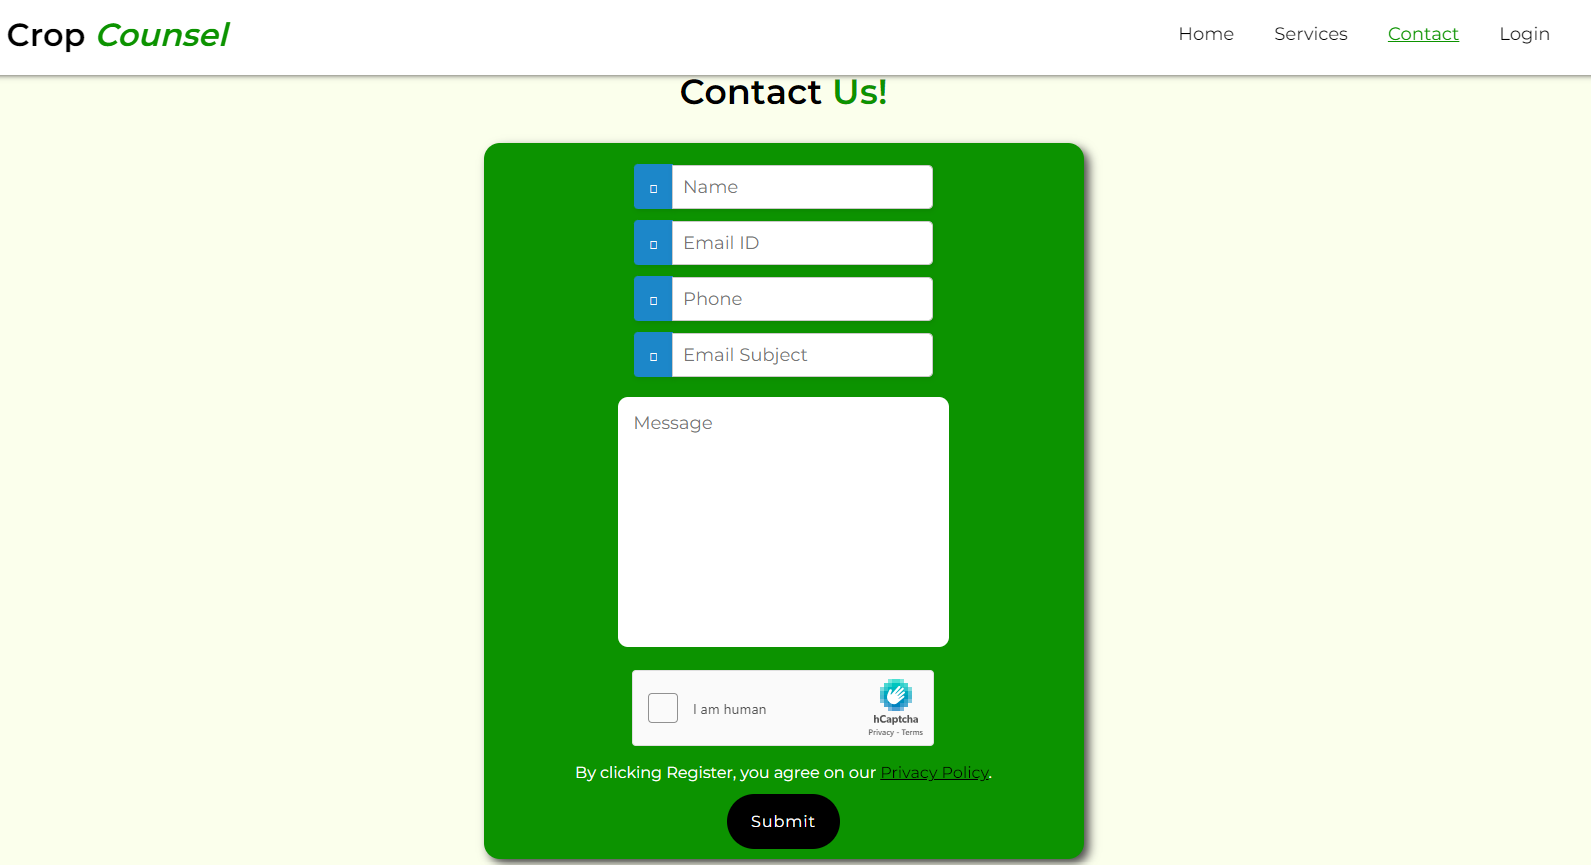 Crop Counsel
Home Services Contact Login
Contact Us!
Name
Email ID
Phone
Email Subject
Message
I am human
hCaptcha
Privacy - Terms
By clicking Register, you agree on our Privacy Policy.
Submit